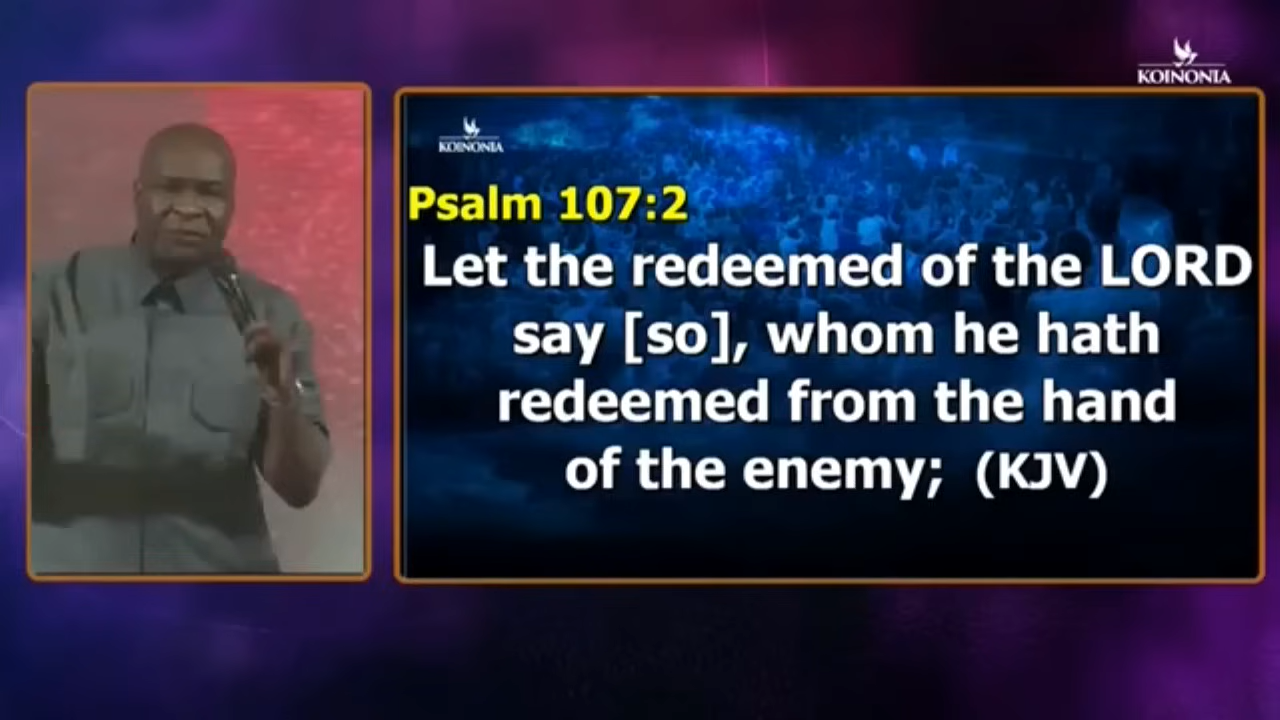 KOINONIA
KOINONIA
Psalm 107:2
Let the redeemed of the LORD
say [so], whom he hath
redeemed from the hand
of the enemy; (KJV)